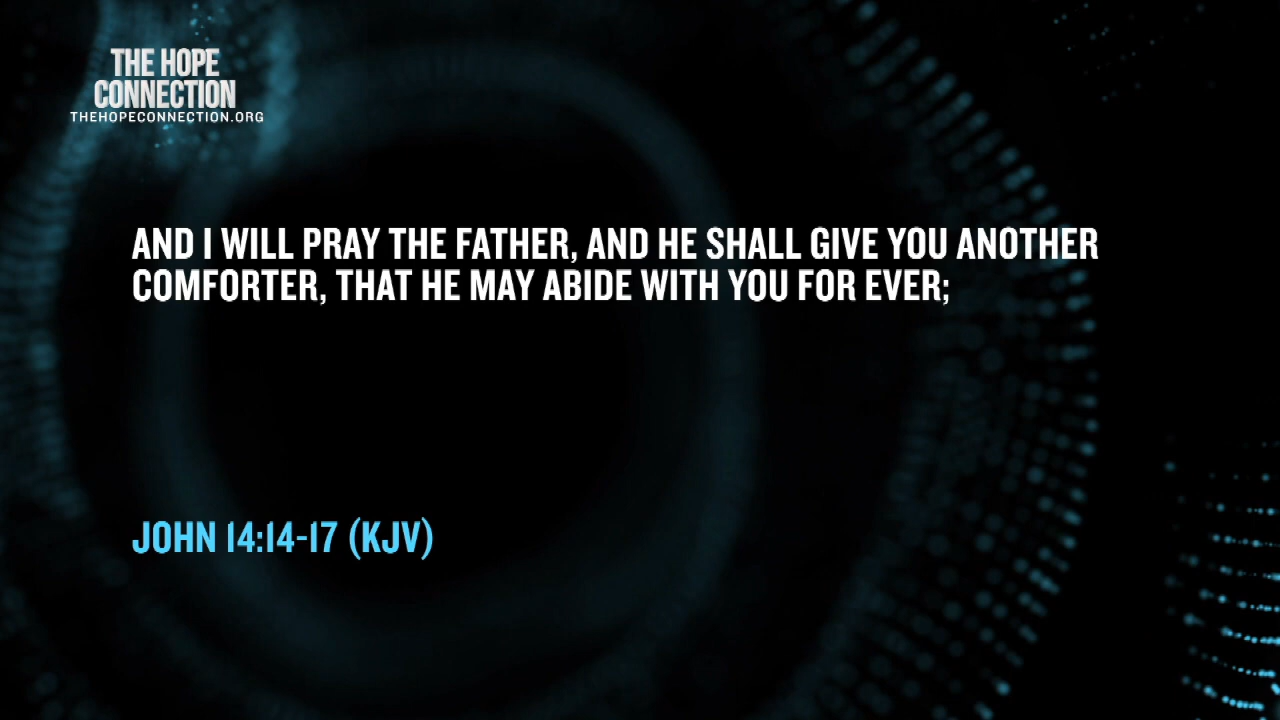 THE HOPE
CONNECTION
THEHOPECONNECTION.ORG
AND I WILL PRAY THE FATHER, AND HE SHALL GIVE YOU ANOTHER
COMFORTER, THAT HE MAY ABIDE WITH YOU FOR EVER;
JOHN 14:14-17 (KJV)